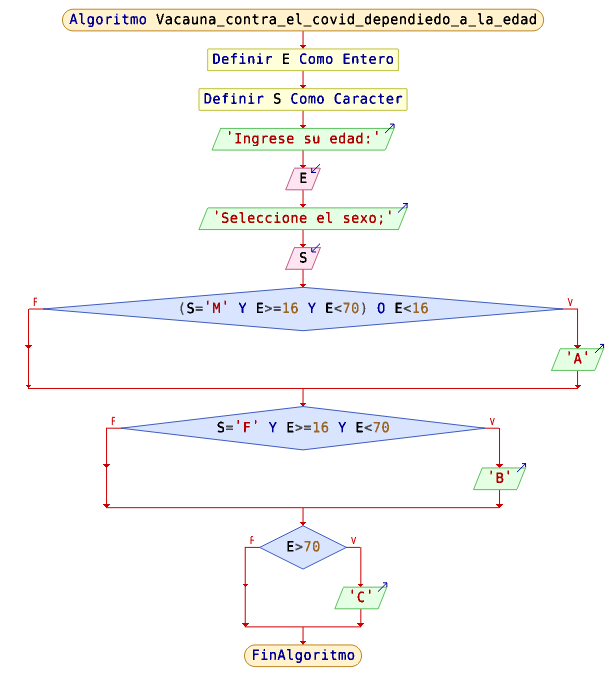 Algoritmo Vacauna_contra_el_covid_dependiedo_a_la_edad
Definir E Como Entero
Definir S Como Caracter
'Ingrese su edad:'
E
'Seleccione el sexo;'
S
F
(S='M' Y E>=16 Y E<70) O E<16
V
'A'
F
S='F' Y E>=16 Y E<70
V
'B'
F
E>70
V
'C'
FinAlgoritmo